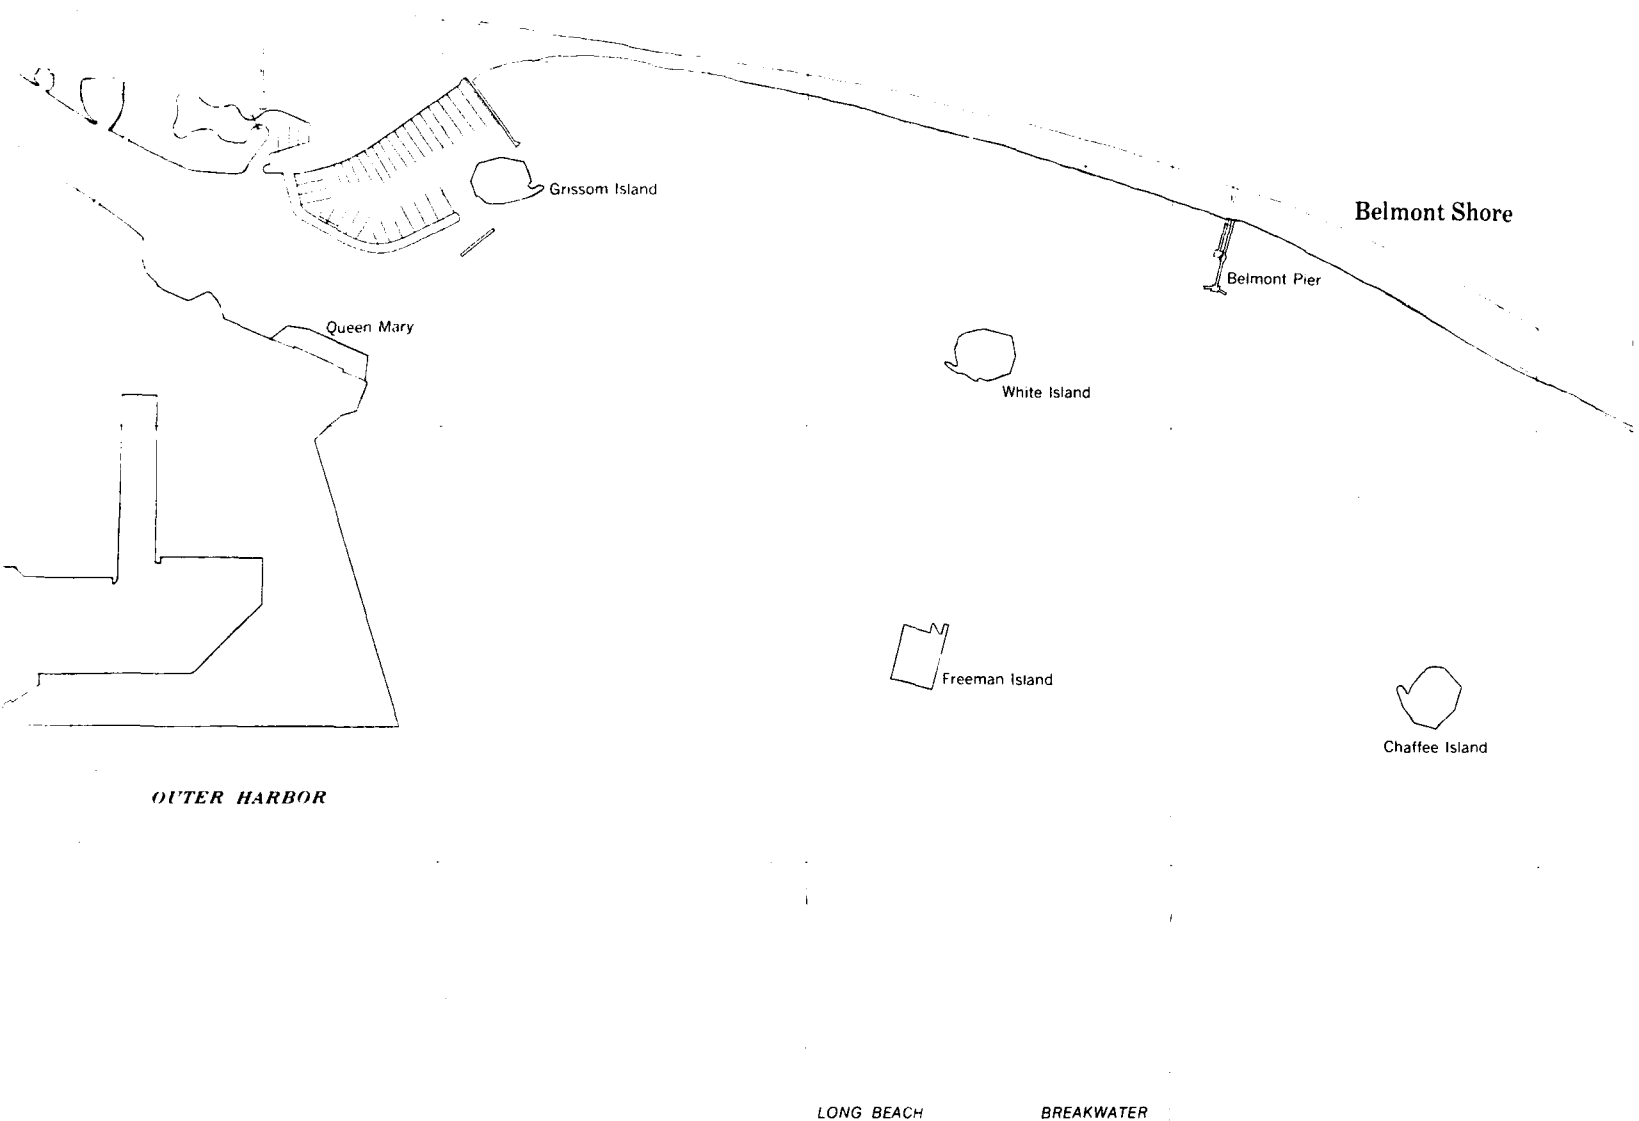 Grissom Island
Belmont Shore
Belmont Pier
Queen Mary
White Island
Freeman Island
Chaffee Island
OUTER HARBOR
LONG BEACH BREAKWATER